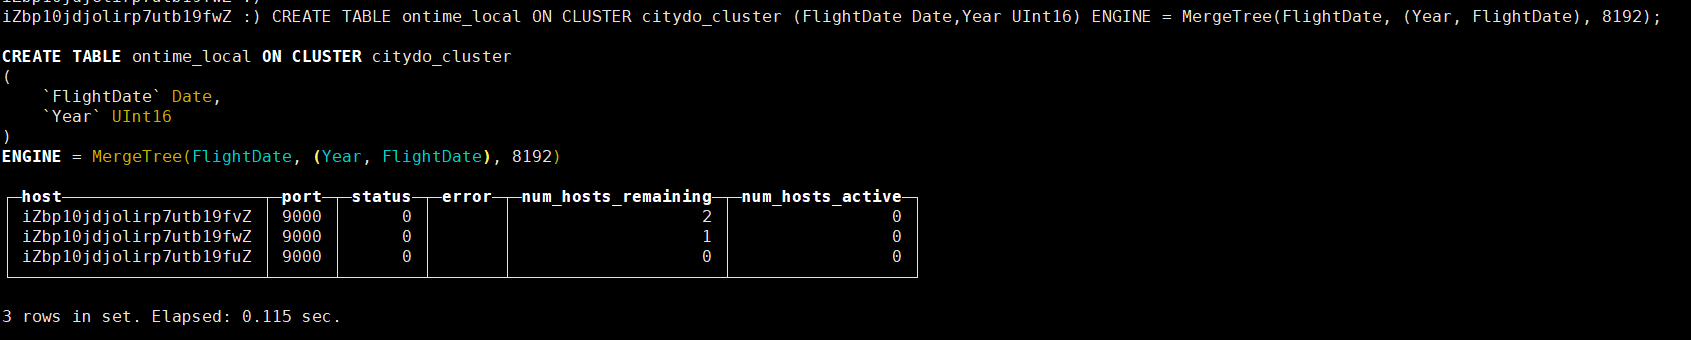 iZbp10jdjolirp7utb19fwZ :)
iZbp10jdjolirp7utb19fwZ :) CREATE TABLE ontime_local ON CLUSTER citydo_cluster (FlightDate Date,Year UInt16) ENGINE = MergeTree(FlightDate, (Year, FlightDate), 8192);
CREATE TABLE ontime_local ON CLUSTER citydo_cluster
(
    `FlightDate` Date,
    `Year` UInt16
)
ENGINE = MergeTree(FlightDate, (Year, FlightDate), 8192)
host port status error num_hosts_remaining num_hosts_active
iZbp10jdjolirp7utb19fvZ 9000 0 2 0
iZbp10jdjolirp7utb19fwZ 9000 0 1 0
iZbp10jdjolirp7utb19fuZ 9000 0 0 0
3 rows in set. Elapsed: 0.115 sec.